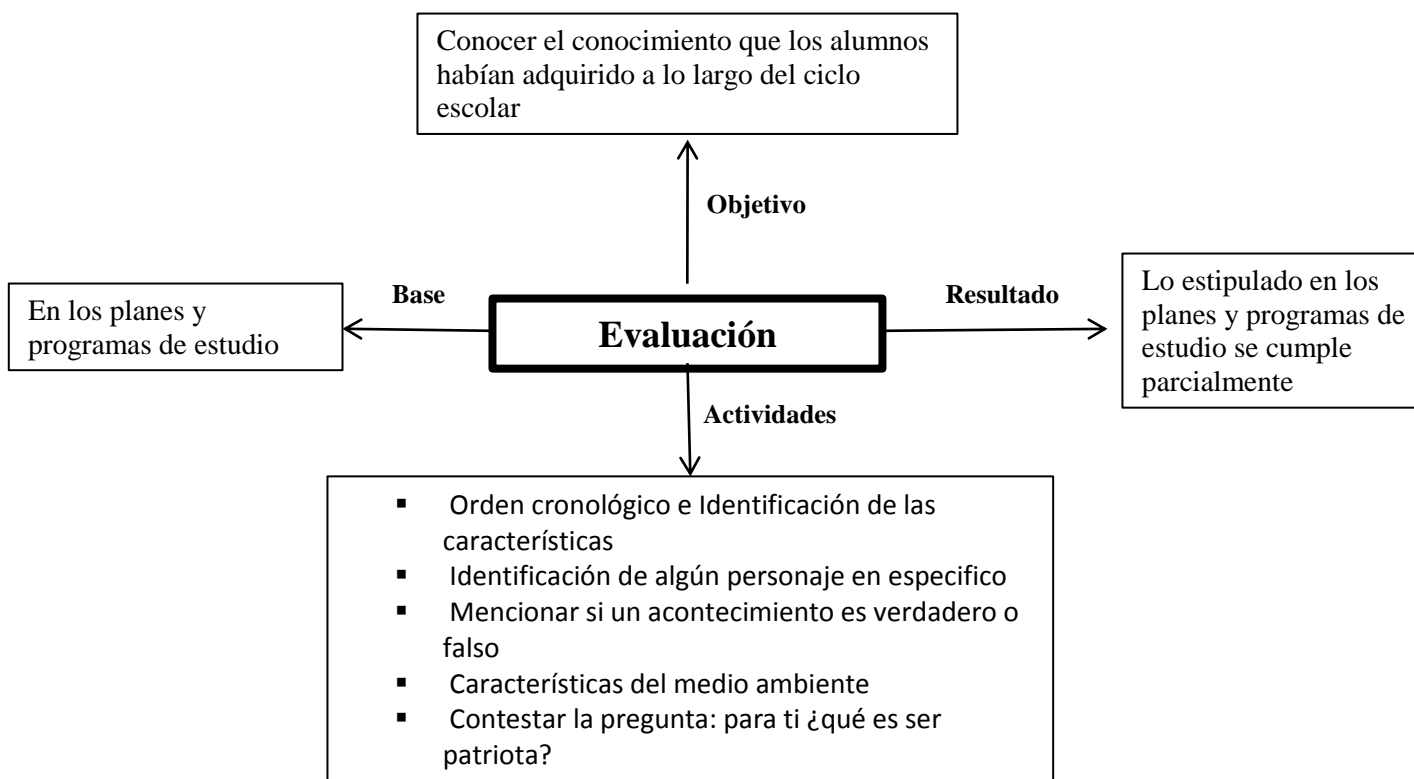 Conocer el conocimiento que los alumnos
habían adquirido a lo largo del ciclo
escolar
Objetivo
Base
Resultado
En los planes y
programas de estudio
Evaluación
Lo estipulado en los
planes y programas de
estudio se cumple
parcialmente
Actividades
▪ Orden cronológico e Identificación de las
características
▪ Identificación de algún personaje en especifico
▪ Mencionar si un acontecimiento es verdadero o
falso
▪ Características del medio ambiente
▪ Contestar la pregunta: para ti ¿qué es ser
patriota?